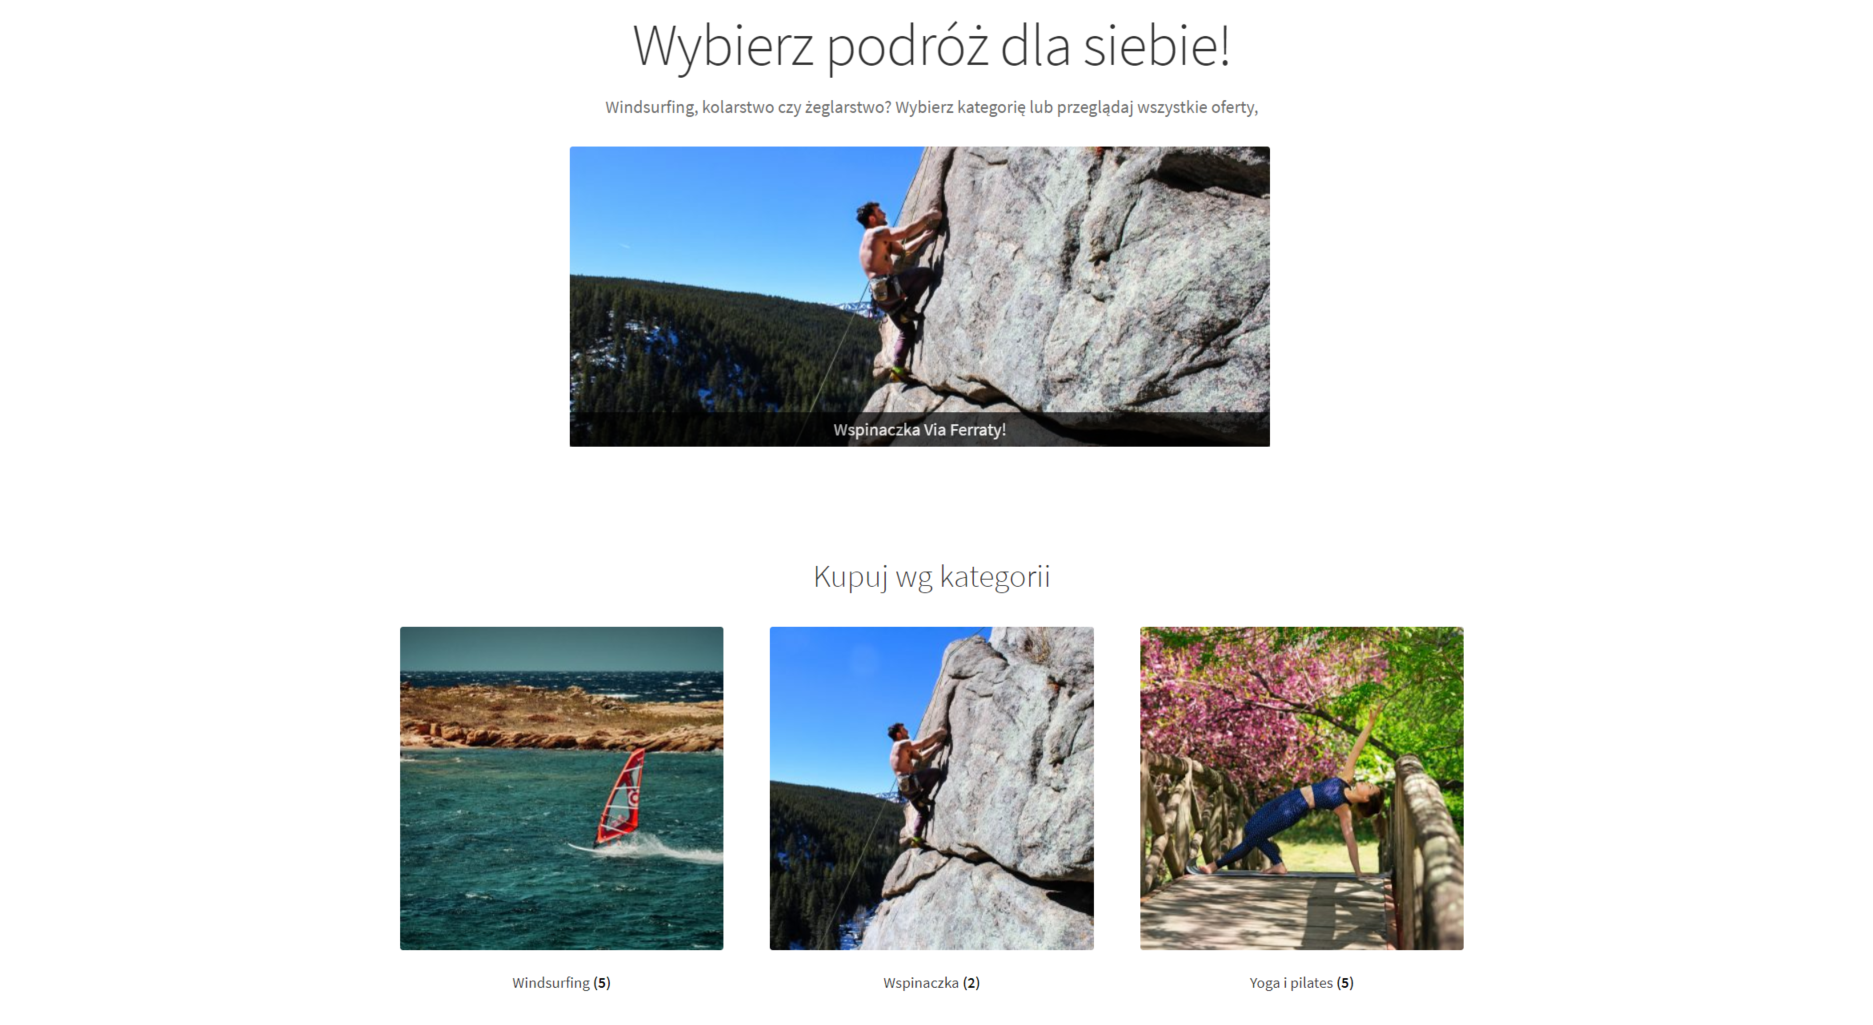 Wybierz podróż dla siebie!
Windsurfing, kolarstwo czy żeglarstwo? Wybierz kategorię lub przeglądaj wszystkie oferty,
Wspinaczka Via Ferraty!
Kupuj wg kategorii
Windsurfing (5)
Wspinaczka (2)
Yoga i pilates (5)